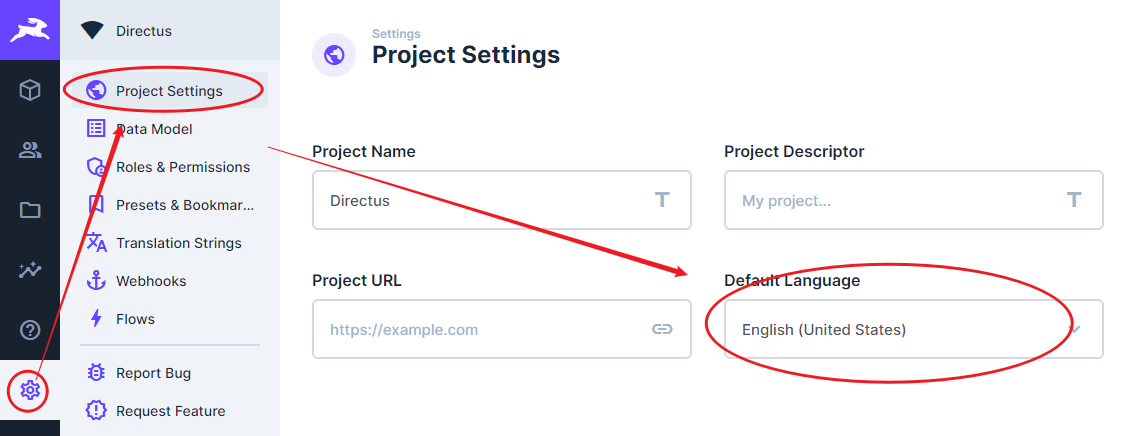 Directus
Project Settings
Data Model
Roles & Permissions
Presets & Bookmar...
Translation Strings
Webhooks
Flows
Report Bug
Request Feature
Settings
Project Settings
Project Name
Project Descriptor
Directus
My project...
Project URL
Default Language
https://example.com
English (United States)